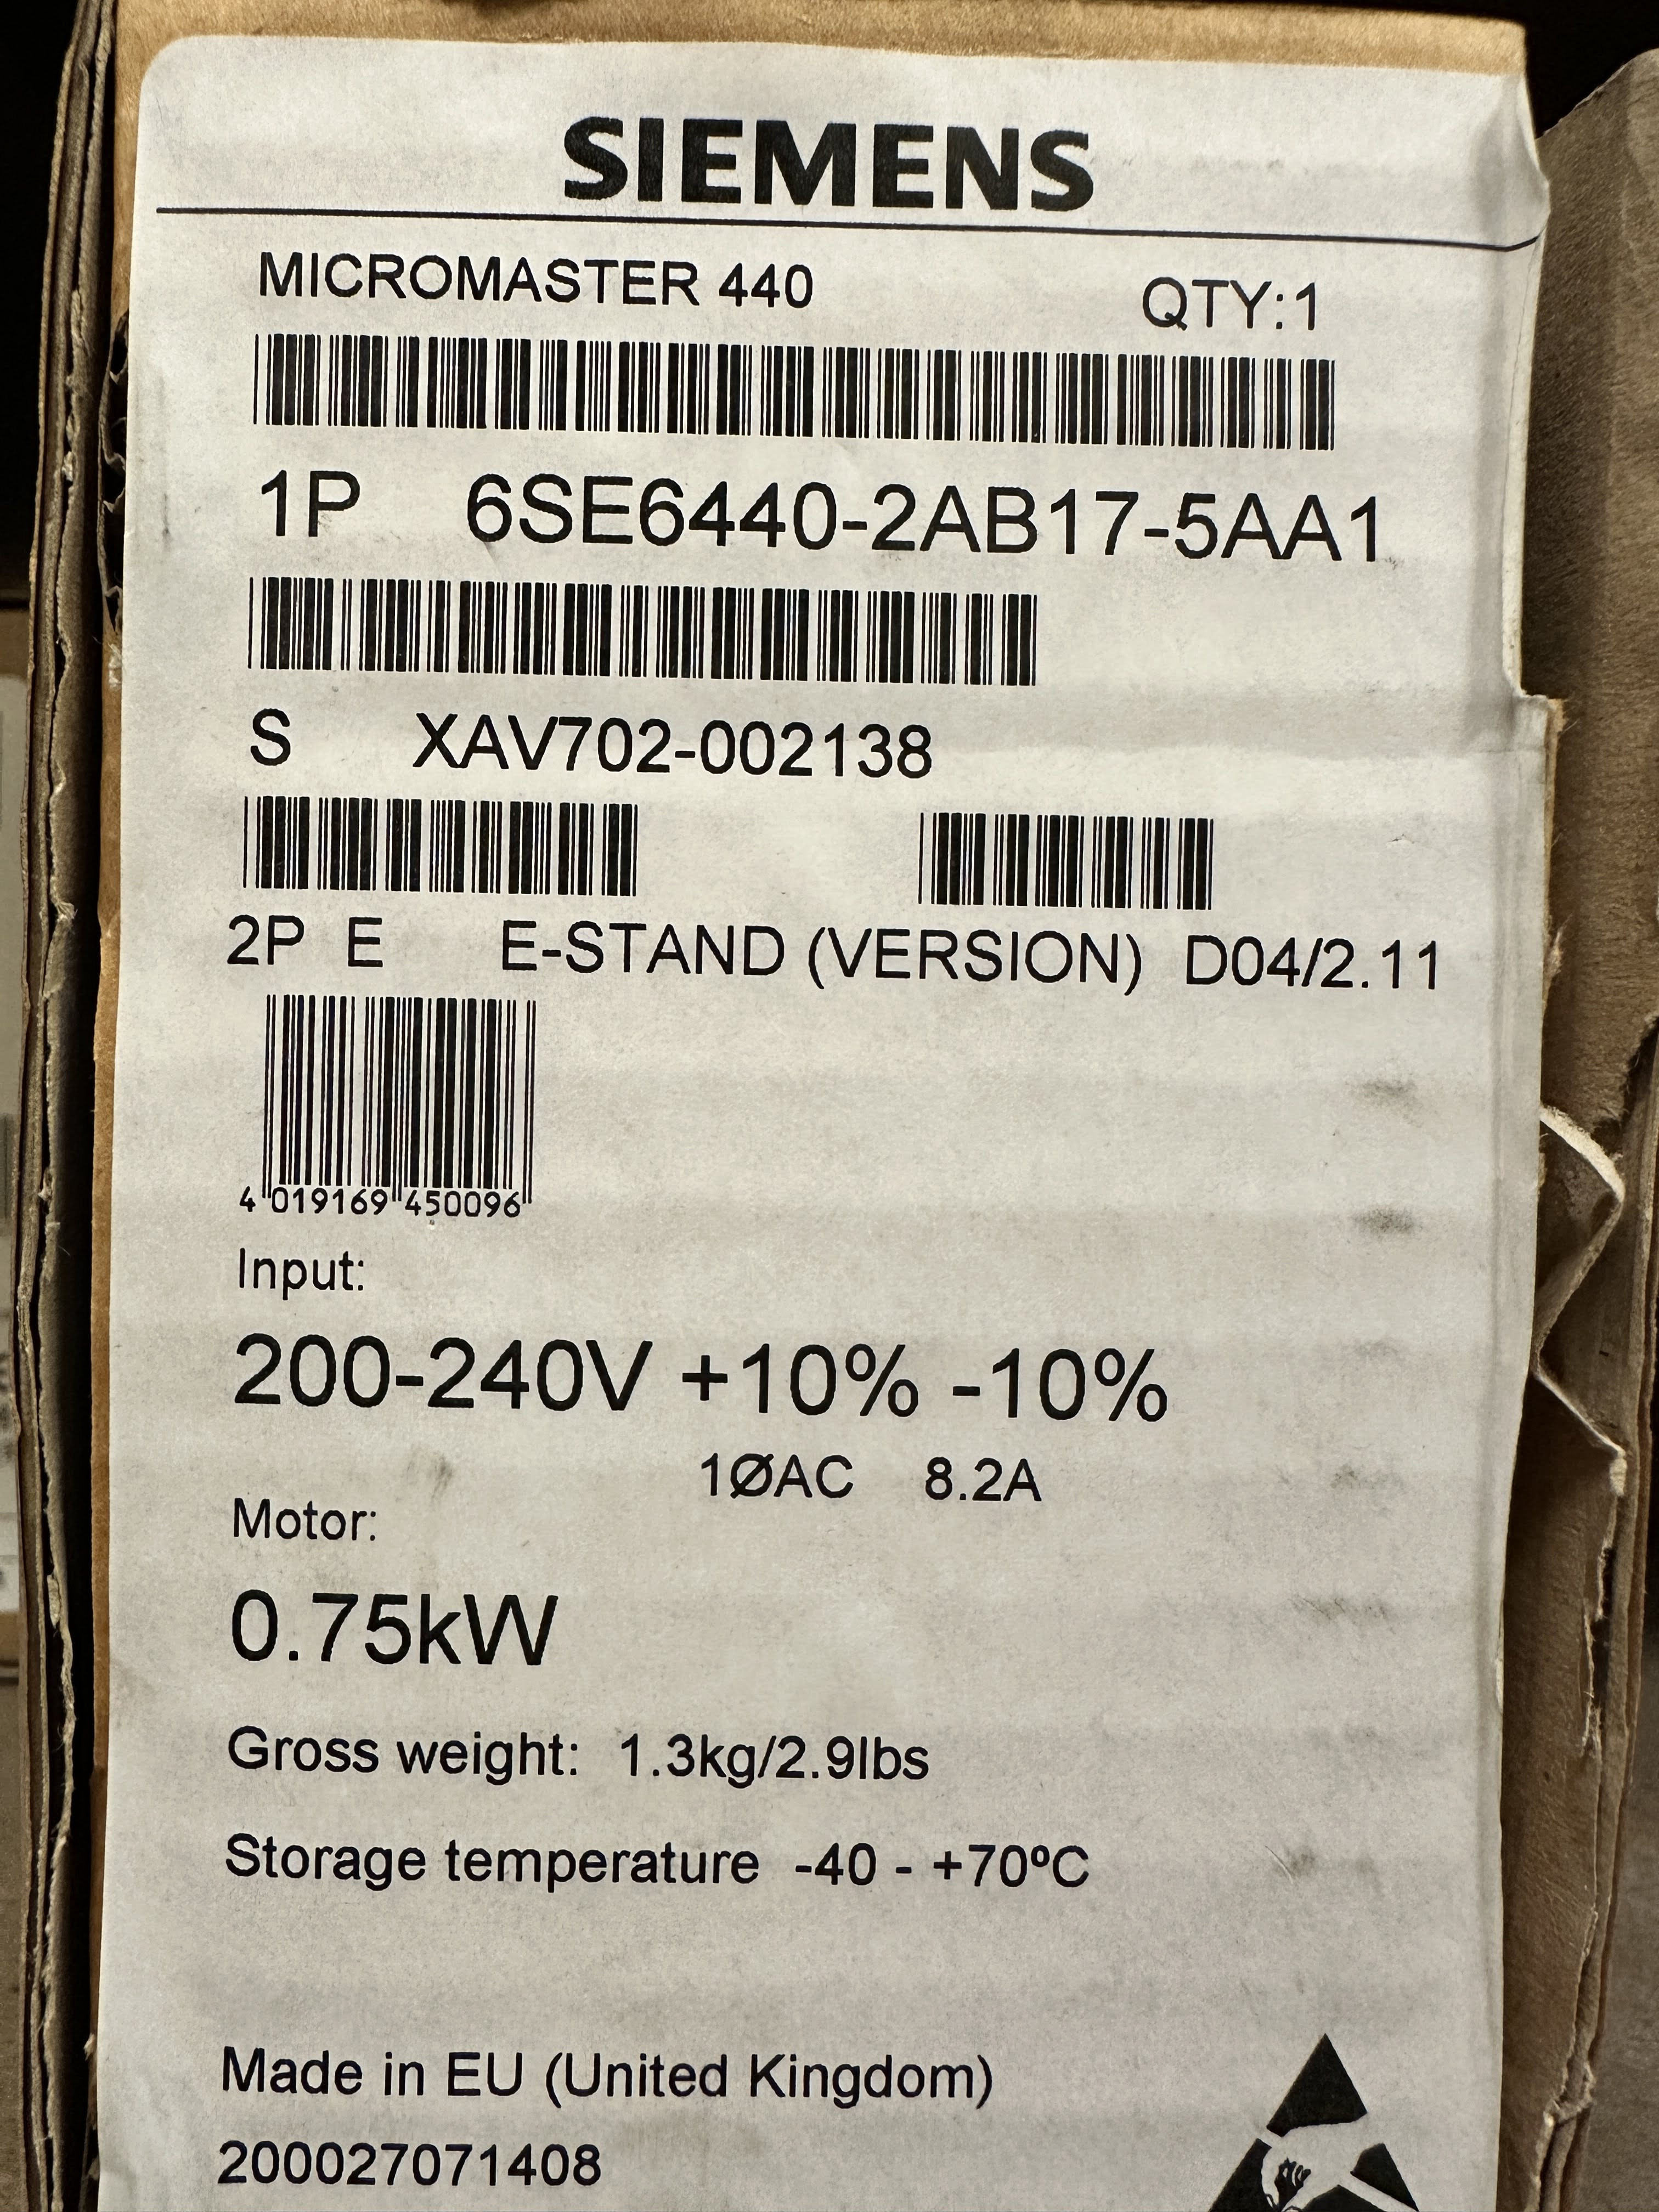 SIEMENS
MICROMASTER 440 QTY:1
1P 6SE6440-2AB17-5AA1
S XAV702-002138
2P E E-STAND (VERSION) D04/2.11
4 019169 450096
Input:
200-240V +10% -10%
1ØAC 8.2A
Motor:
0.75kW
Gross weight: 1.3kg/2.9lbs
Storage temperature -40 - +70ºC
Made in EU (United Kingdom)
200027071408